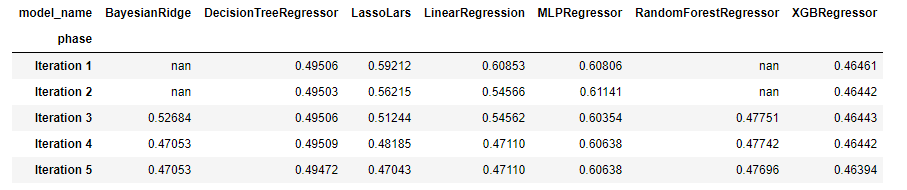 model_name BayesianRidge DecisionTreeRegressor LassoLars LinearRegression MLPRegressor RandomForestRegressor XGBRegressor
phase
Iteration 1 nan 0.49506 0.59212 0.60853 0.60806 nan 0.46461
Iteration 2 nan 0.49503 0.56215 0.54566 0.61141 nan 0.46442
Iteration 3 0.52684 0.49506 0.51244 0.54562 0.60354 0.47751 0.46443
Iteration 4 0.47053 0.49509 0.48185 0.47110 0.60638 0.47742 0.46442
Iteration 5 0.47053 0.49472 0.47043 0.47110 0.60638 0.47696 0.46394